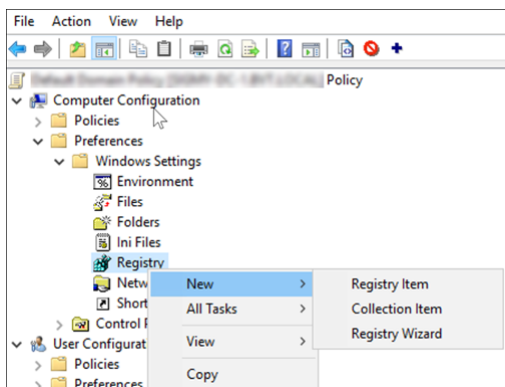 File Action View Help
Policy
Computer Configuration
Policies
Preferences
Windows Settings
Environment
Files
Folders
Ini Files
Registry
Netw
Short
Control
User Configurat
Policies
Preferences
New
All Tasks
View
Copy
Registry Item
Collection Item
Registry Wizard